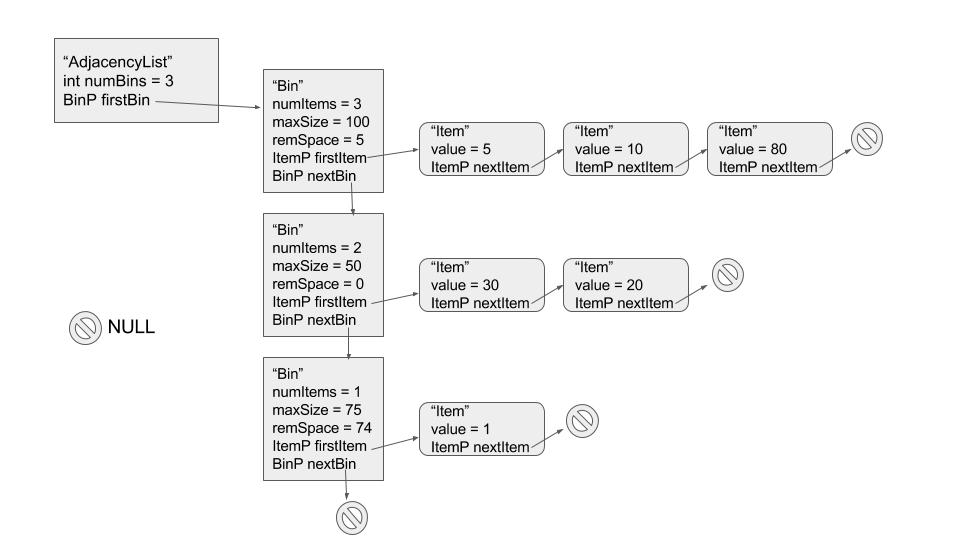 “AdjacencyList”
int numBins = 3
BinP firstBin
“Bin”
numItems = 3
maxSize = 100
remSpace = 5
ItemP firstItem
BinP nextBin
“Item”
value = 5
ItemP nextItem
“Item”
value = 10
ItemP nextItem
“Item”
value = 80
ItemP nextItem
“Bin”
numItems = 2
maxSize = 50
remSpace = 0
ItemP firstItem
BinP nextBin
“Item”
value = 30
ItemP nextItem
“Item”
value = 20
ItemP nextItem
NULL
“Bin”
numItems = 1
maxSize = 75
remSpace = 74
ItemP firstItem
BinP nextBin
“Item”
value = 1
ItemP nextItem